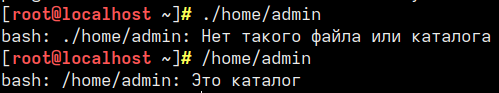 [root@localhost ~]# ./home/admin
bash: ./home/admin: Нет такого файла или каталога
[root@localhost ~]# /home/admin
bash: /home/admin: Это каталог